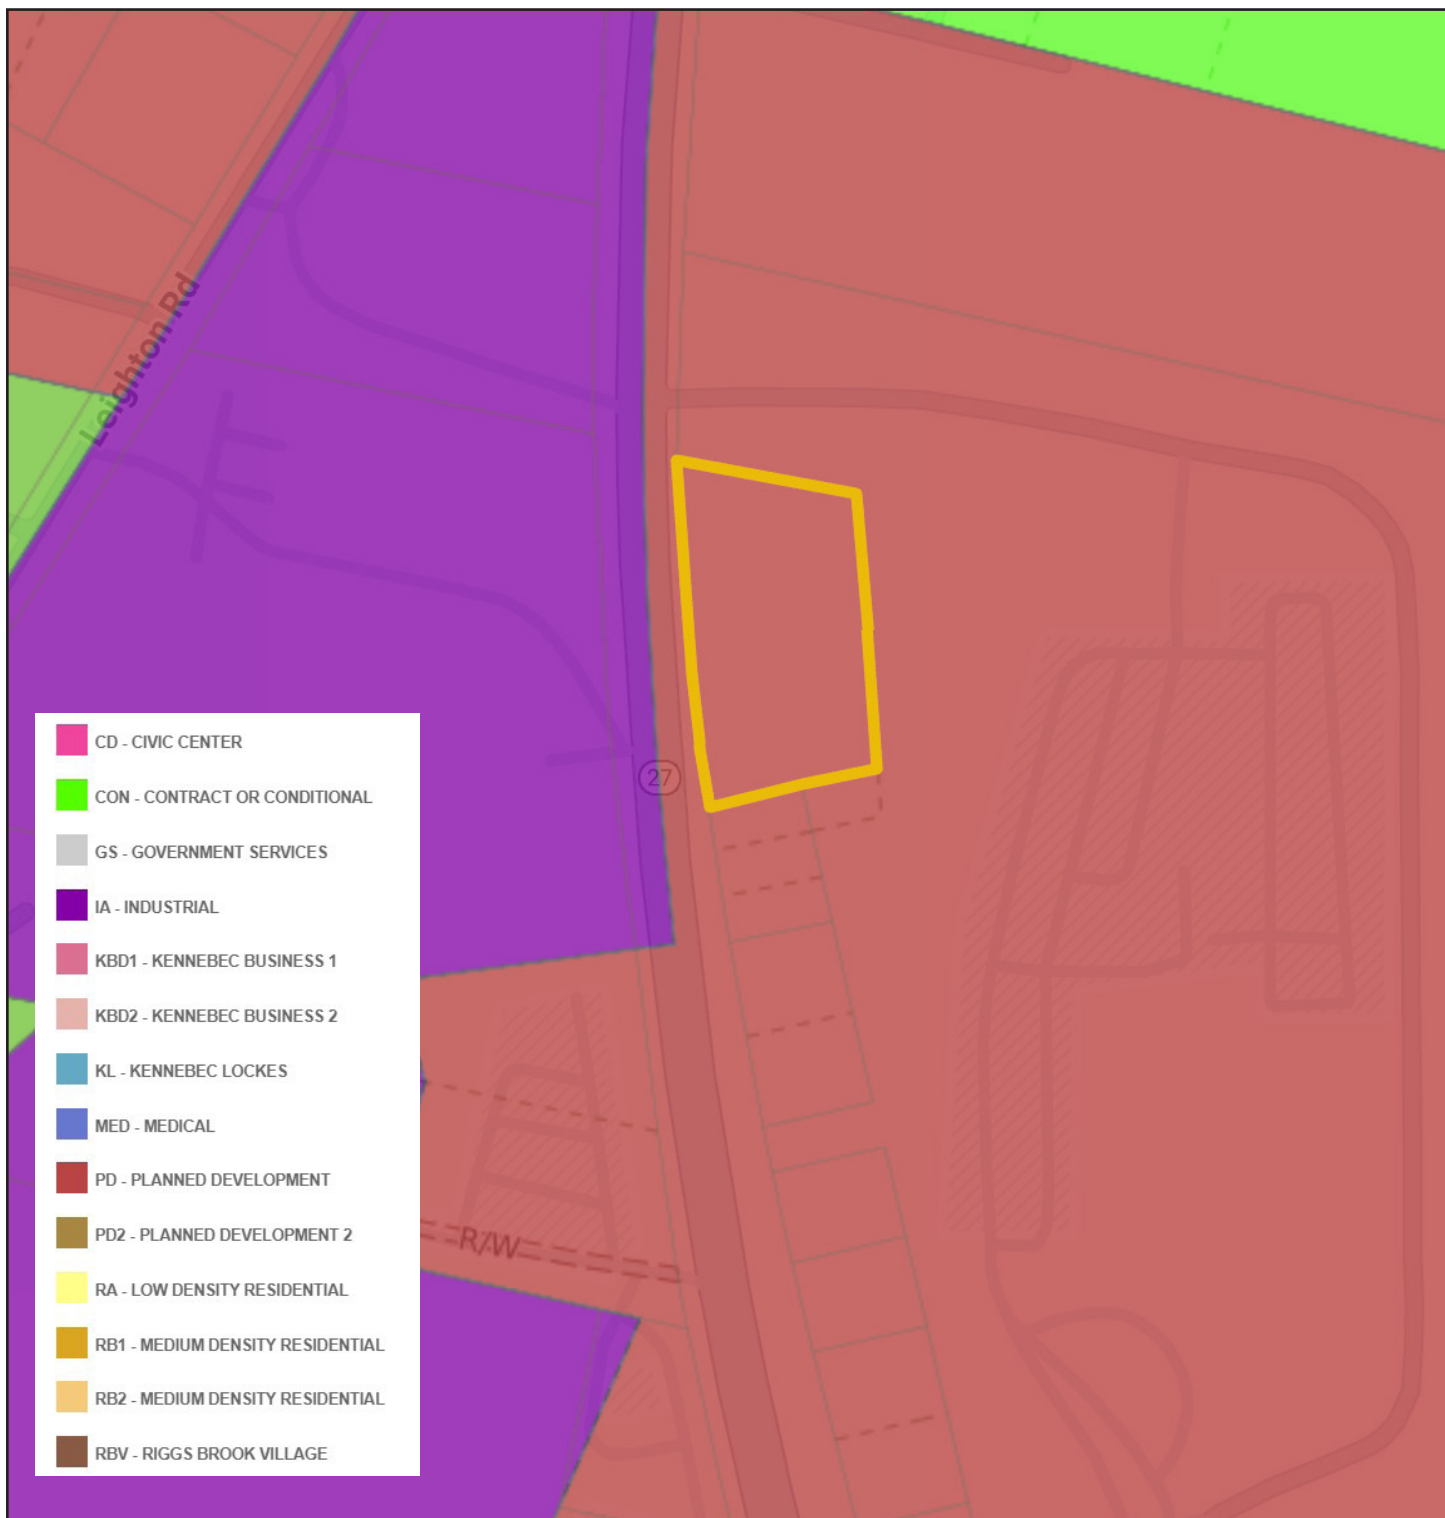 Leighton Rd
27
CD - CIVIC CENTER
CON - CONTRACT OR CONDITIONAL
GS - GOVERNMENT SERVICES
IA - INDUSTRIAL
KBD1 - KENNEBEC BUSINESS 1
KBD2 - KENNEBEC BUSINESS 2
KL - KENNEBEC LOCKES
MED - MEDICAL
PD - PLANNED DEVELOPMENT
PD2 - PLANNED DEVELOPMENT 2
RA - LOW DENSITY RESIDENTIAL
RB1 - MEDIUM DENSITY RESIDENTIAL
RB2 - MEDIUM DENSITY RESIDENTIAL
RBV - RIGGS BROOK VILLAGE
R/W